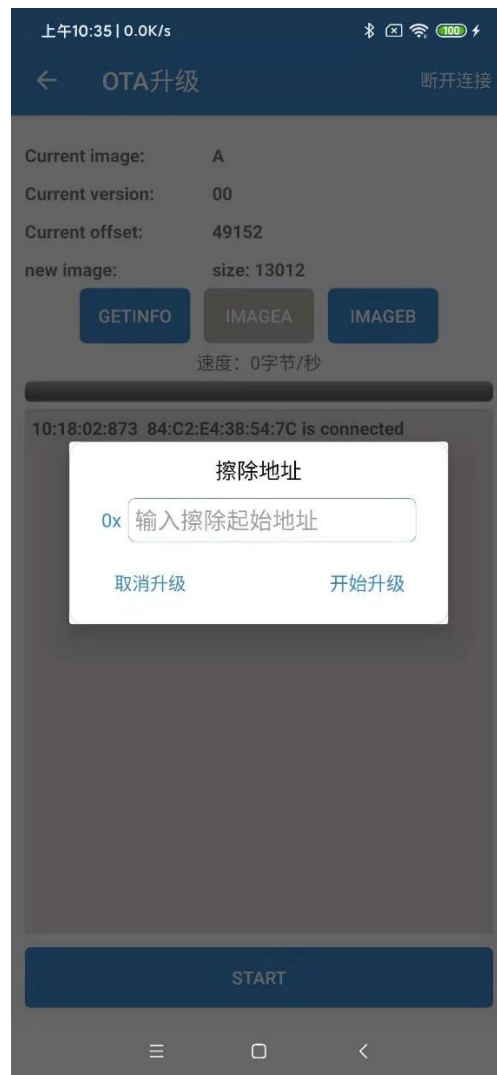 上午10:35 | 0.0K/s 100
OTA升级 断开连接
Current image: A
Current version: 00
Current offset: 49152
new image: size: 13012
GETINFO IMAGEA IMAGEB
速度：0字节/秒
10:18:02:873 84:C2:E4:38:54:7C is connected
擦除地址
0x 输入擦除起始地址
取消升级 开始升级
START